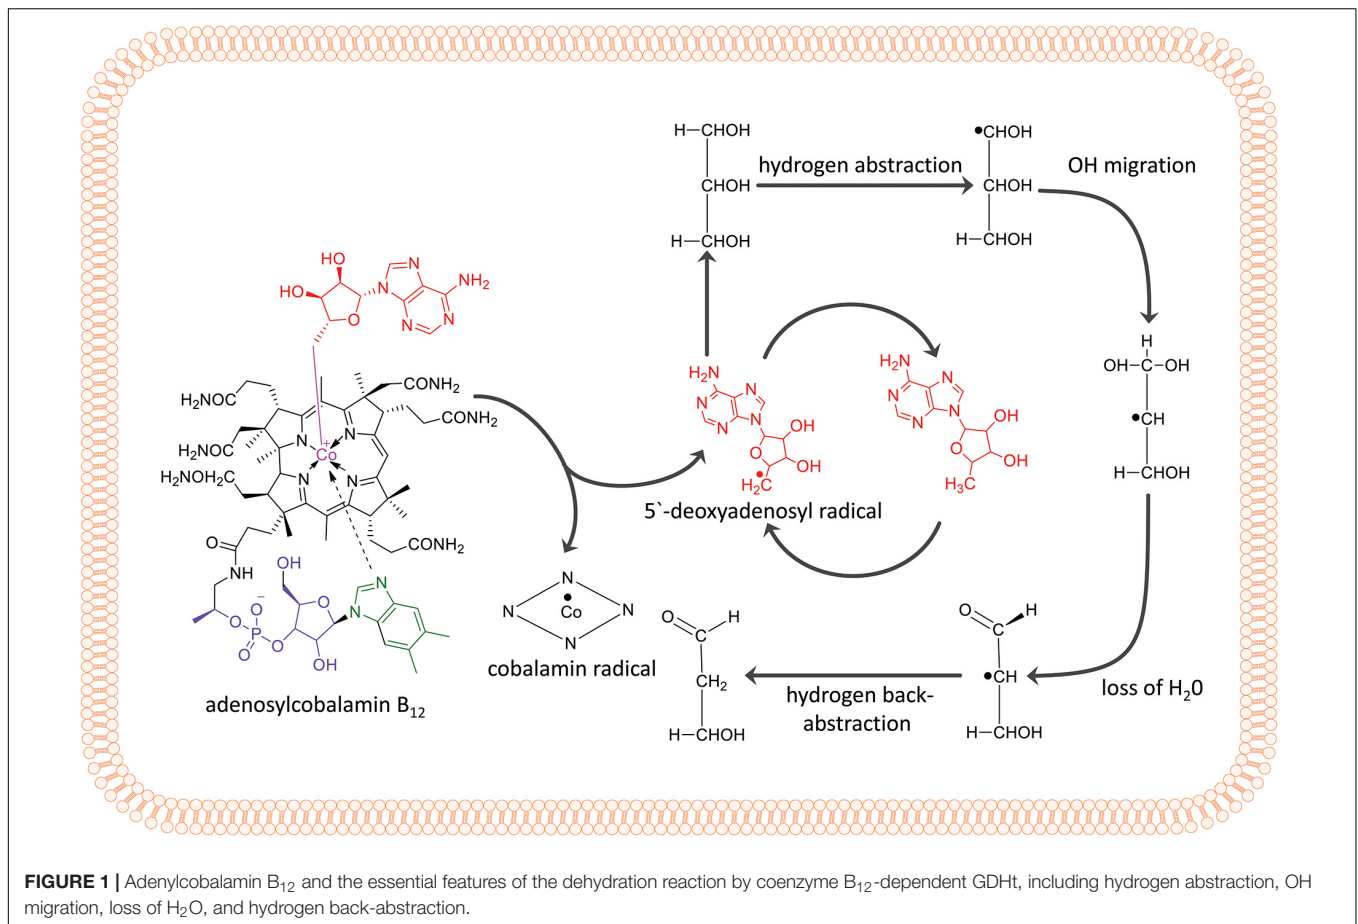 H–CHOH
CHOH
H–CHOH
hydrogen abstraction
•CHOH
CHOH
H–CHOH
OH migration
HO
HO
O
N
N
N
N
NH₂
H
OH–C–OH
•CH
H–CHOH
H₂N
N
N
N
N
O
OH
OH
H₂C•
5`-deoxyadenosyl radical
H₂N
N
N
N
N
O
OH
OH
H₃C
H₂NOC
CONH₂
CONH₂
H₂NOC
H₂NOH₂C
N
N
N
N
Co
+
CONH₂
O
NH
OH
O
O
P
O⁻
O
O
OH
N
N
adenosylcobalamin B₁₂
N
N
•
Co
N
N
cobalamin radical
O
H
C
CH₂
H–CHOH
hydrogen back-
abstraction
O
H
C
•CH
H–CHOH
loss of H₂0
FIGURE 1 | Adenylcobalamin B₁₂ and the essential features of the dehydration reaction by coenzyme B₁₂-dependent GDHt, including hydrogen abstraction, OH
migration, loss of H₂O, and hydrogen back-abstraction.